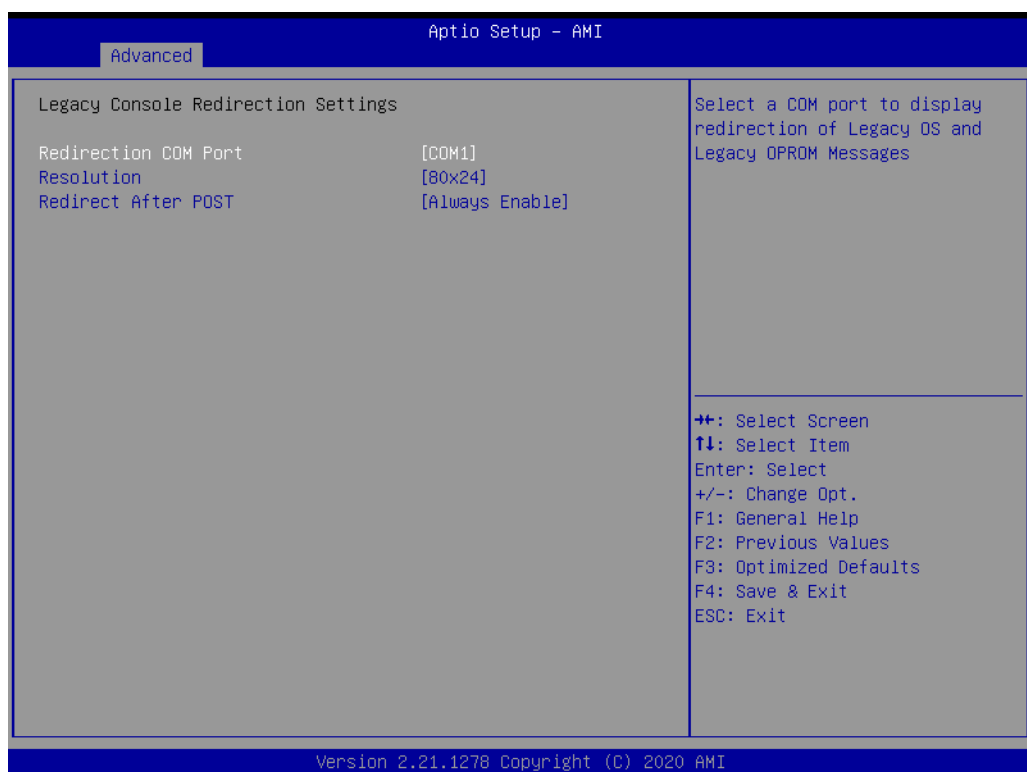 Aptio Setup – AMI
Advanced
Legacy Console Redirection Settings
Redirection COM Port [COM1]
Resolution [80x24]
Redirect After POST [Always Enable]
Select a COM port to display
redirection of Legacy OS and
Legacy OPROM Messages
→←: Select Screen
↑↓: Select Item
Enter: Select
+/-: Change Opt.
F1: General Help
F2: Previous Values
F3: Optimized Defaults
F4: Save & Exit
ESC: Exit
Version 2.21.1278 Copyright (C) 2020 AMI